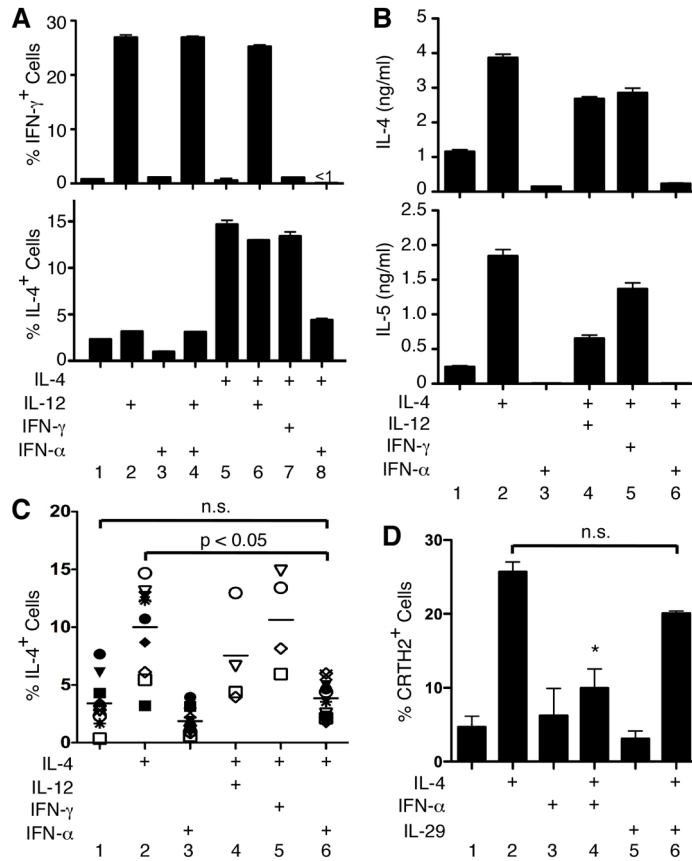 A
% IFN-γ+ Cells
30
20
10
0
<1
% IL-4+ Cells
15
10
5
0
IL-4 + + + +
IL-12 + + +
IFN-γ +
IFN-α + + +
1 2 3 4 5 6 7 8
B
IL-4 (ng/ml)
5
4
3
2
1
0
IL-5 (ng/ml)
2.5
2.0
1.5
1.0
0.5
0
IL-4 + + + +
IL-12 +
IFN-γ +
IFN-α + +
1 2 3 4 5 6
C
n.s.
p < 0.05
% IL-4+ Cells
20
15
10
5
0
IL-4 + + + +
IL-12 +
IFN-γ +
IFN-α + +
1 2 3 4 5 6
D
n.s.
% CRTH2+ Cells
30
20
10
0
*
IL-4 + + +
IFN-α + +
IL-29 + +
1 2 3 4 5 6